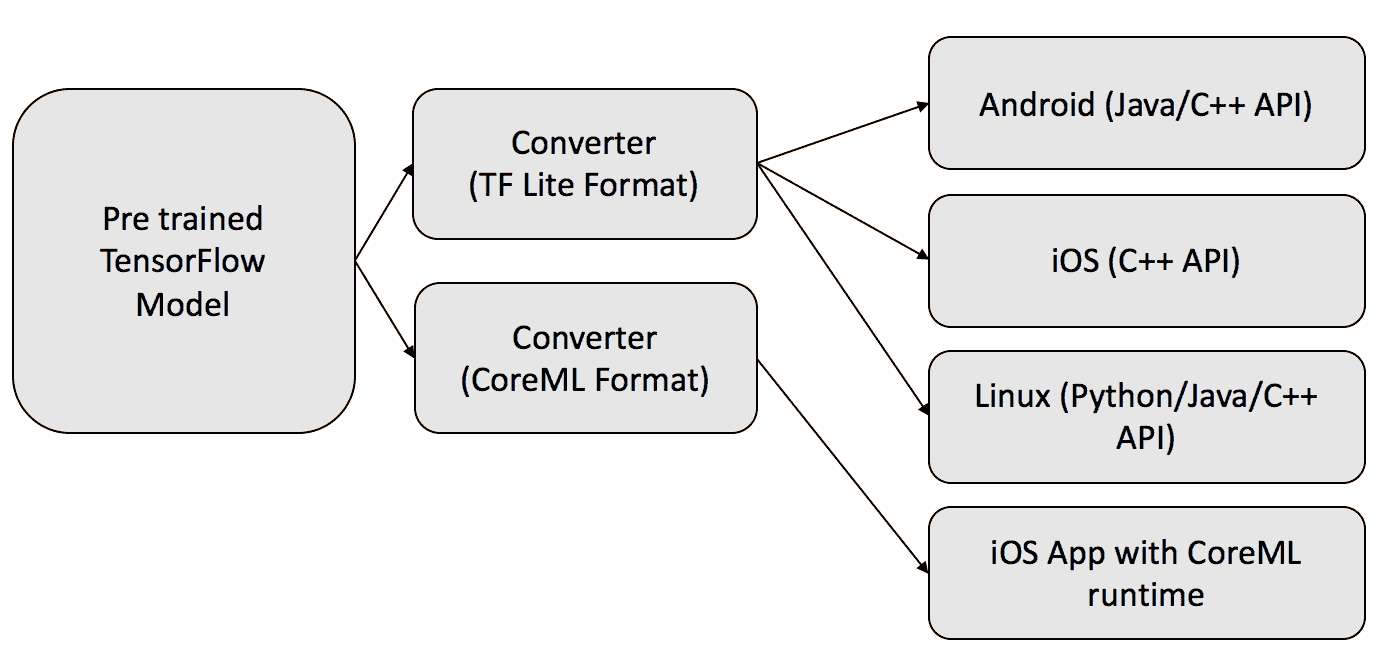 Pre trained
TensorFlow
Model
Converter
(TF Lite Format)
Converter
(CoreML Format)
Android (Java/C++ API)
iOS (C++ API)
Linux (Python/Java/C++
API)
iOS App with CoreML
runtime